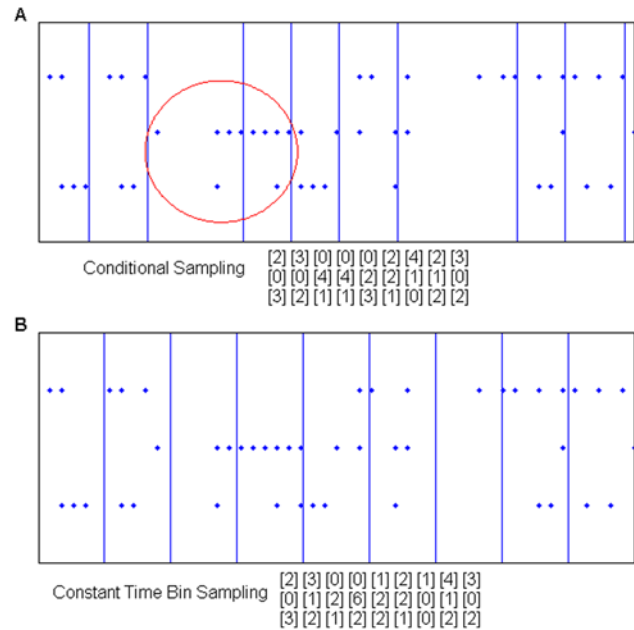 A
Conditional Sampling
[2] [3] [0] [0] [0] [2] [4] [2] [3]
[0] [0] [4] [4] [2] [2] [1] [1] [0]
[3] [2] [1] [1] [3] [1] [0] [2] [2]
B
Constant Time Bin Sampling
[2] [3] [0] [0] [1] [2] [1] [4] [3]
[0] [1] [2] [6] [2] [2] [0] [1] [0]
[3] [2] [1] [2] [2] [1] [0] [2] [2]